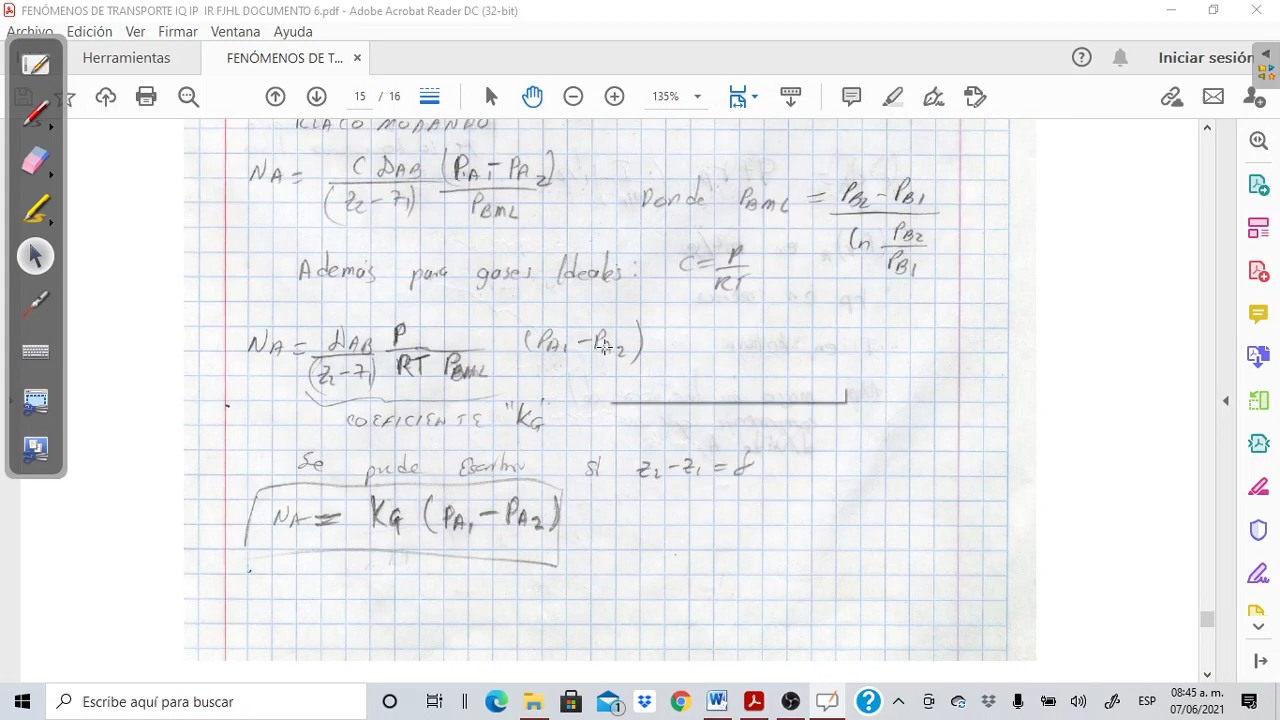 FENÓMENOS DE TRANSPORTE IQ IP IR FJHL DOCUMENTO 6.pdf - Adobe Acrobat Reader DC (32-bit)
Archivo Edición Ver Firmar Ventana Ayuda
Herramientas FENÓMENOS DE T... × Iniciar sesión
15 / 16 135%
NA = C DAB (PA1 - PA2) / (z2 - z1) PBML Donde PBML = PB2 - PB1 / ln PB2 / PB1
Además para gases Ideales: C = P / RT
NA = DAB P / (z2 - z1) RT PBML (PA1 - PA2)
COEFICIENTE "KG"
Se puede Escribir si z2 - z1 = δ
NA = KG (PA1 - PA2)
Escribe aquí para buscar
1
ESP
08:45 a. m.
07/06/2021